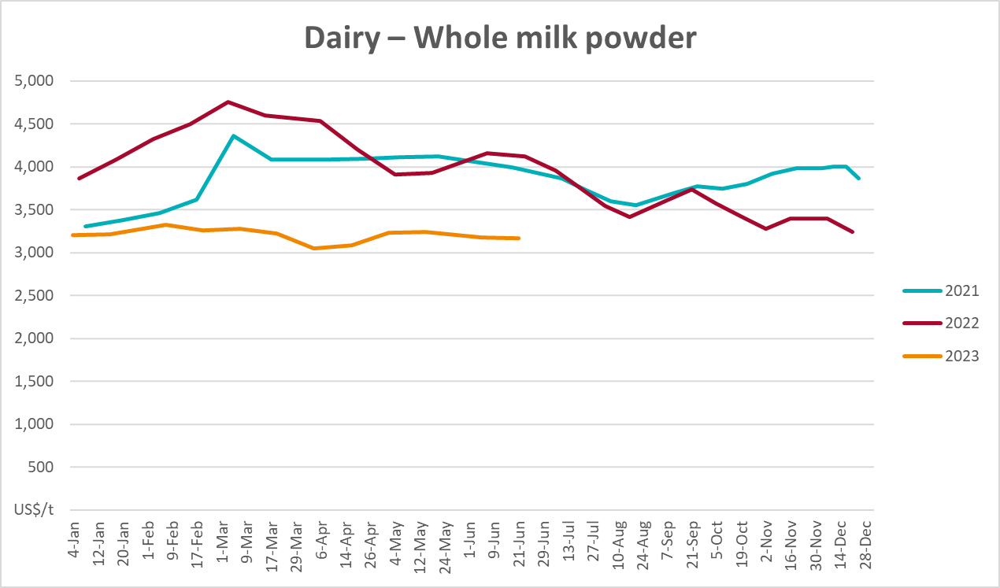 Dairy – Whole milk powder
5,000
4,500
4,000
3,500
3,000
2,500
2,000
1,500
1,000
500
US$/t
4-Jan
12-Jan
20-Jan
1-Feb
9-Feb
17-Feb
1-Mar
9-Mar
17-Mar
29-Mar
6-Apr
14-Apr
26-Apr
4-May
12-May
24-May
1-Jun
9-Jun
21-Jun
29-Jun
13-Jul
27-Jul
10-Aug
24-Aug
7-Sep
21-Sep
5-Oct
19-Oct
2-Nov
16-Nov
30-Nov
14-Dec
28-Dec
2021
2022
2023